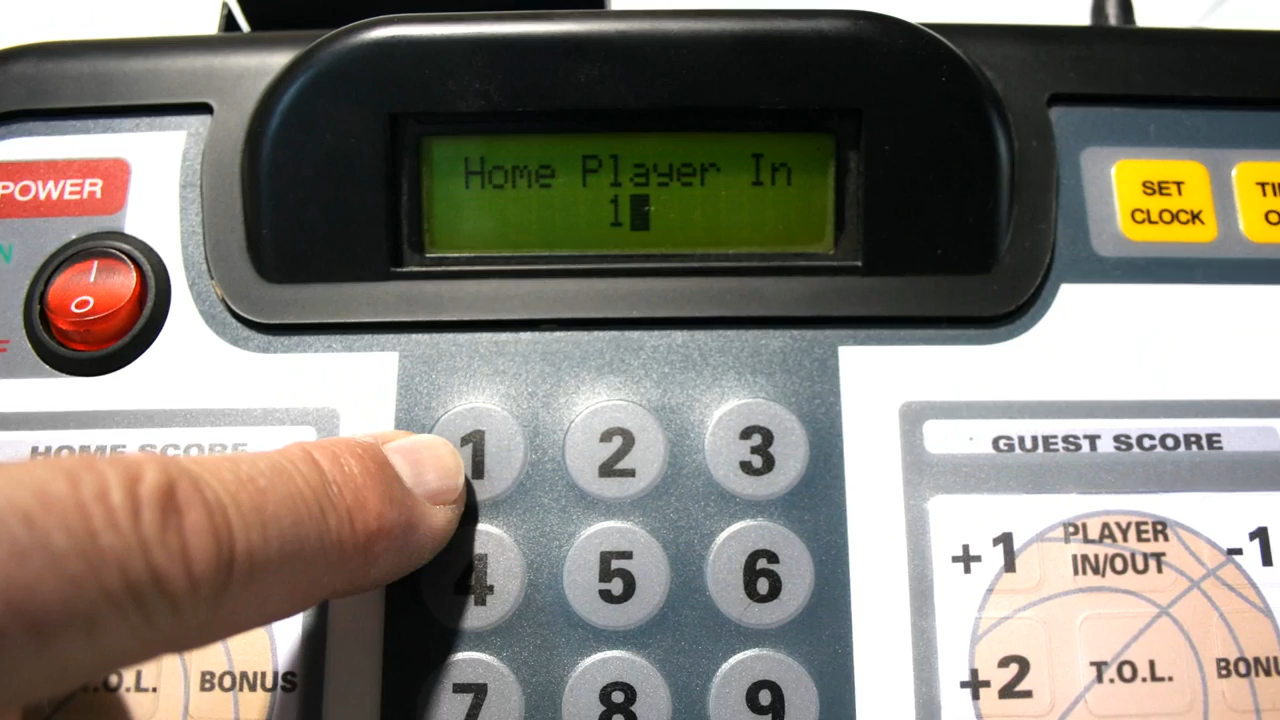 Home Player In
1
POWER
I
O
SET
CLOCK
HOME SCORE
GUEST SCORE
1
2
3
4
5
6
7
8
9
+1
PLAYER
IN/OUT
-1
+2
T.O.L.
T.O.L.
BONUS